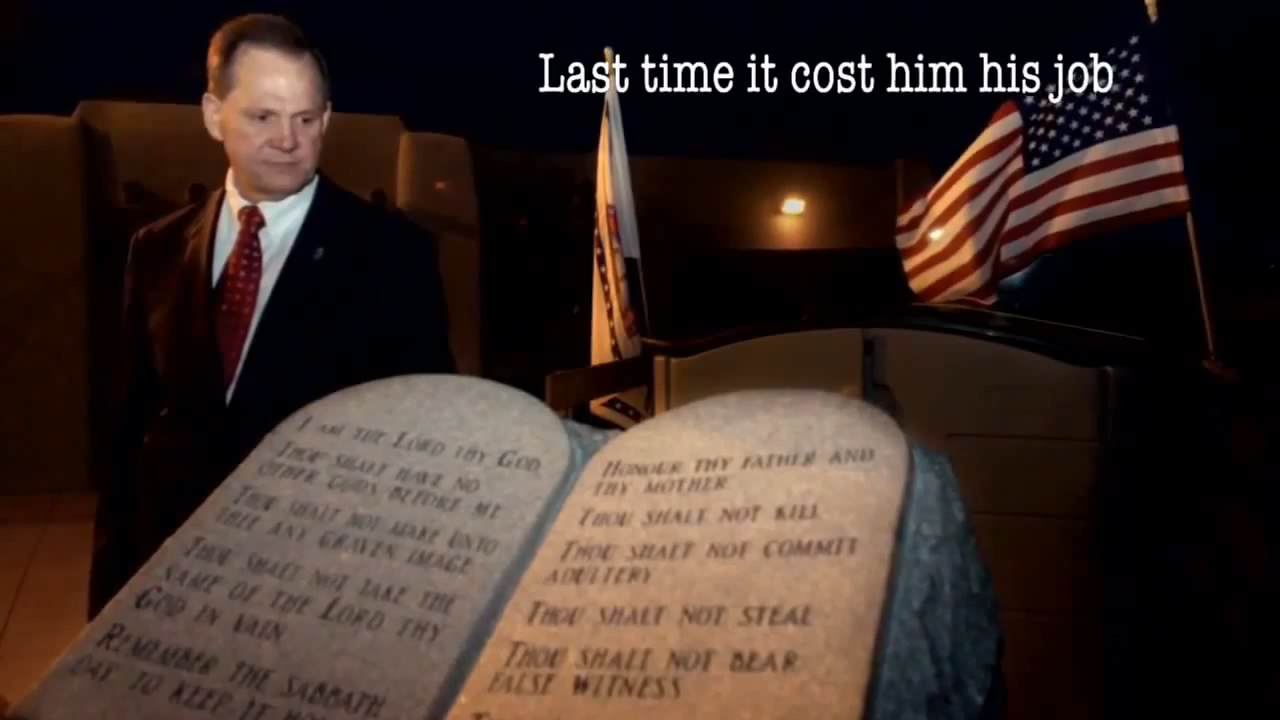 Last time it cost him his job
I AM THE LORD THY GOD
THOU SHALT HAVE NO
OTHER GODS BEFORE ME
THOU SHALT NOT MAKE UNTO
THEE ANY GRAVEN IMAGE
THOU SHALT NOT TAKE THE
NAME OF THE LORD THY
GOD IN VAIN
REMEMBER THE SABBATH
DAY TO KEEP IT
HONOUR THY FATHER AND
THY MOTHER
THOU SHALT NOT KILL
THOU SHALT NOT COMMIT
ADULTERY
THOU SHALT NOT STEAL
THOU SHALT NOT BEAR
FALSE WITNESS